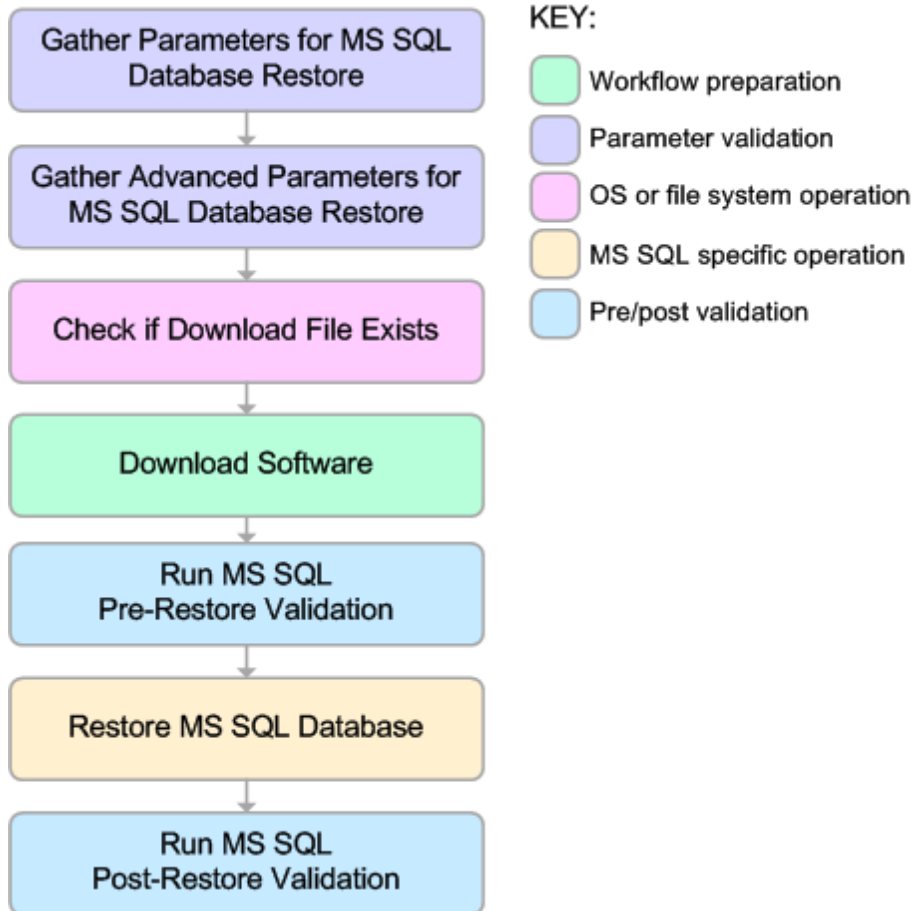 Gather Parameters for MS SQL
Database Restore
Gather Advanced Parameters for
MS SQL Database Restore
Check if Download File Exists
Download Software
Run MS SQL
Pre-Restore Validation
Restore MS SQL Database
Run MS SQL
Post-Restore Validation
KEY:
Workflow preparation
Parameter validation
OS or file system operation
MS SQL specific operation
Pre/post validation